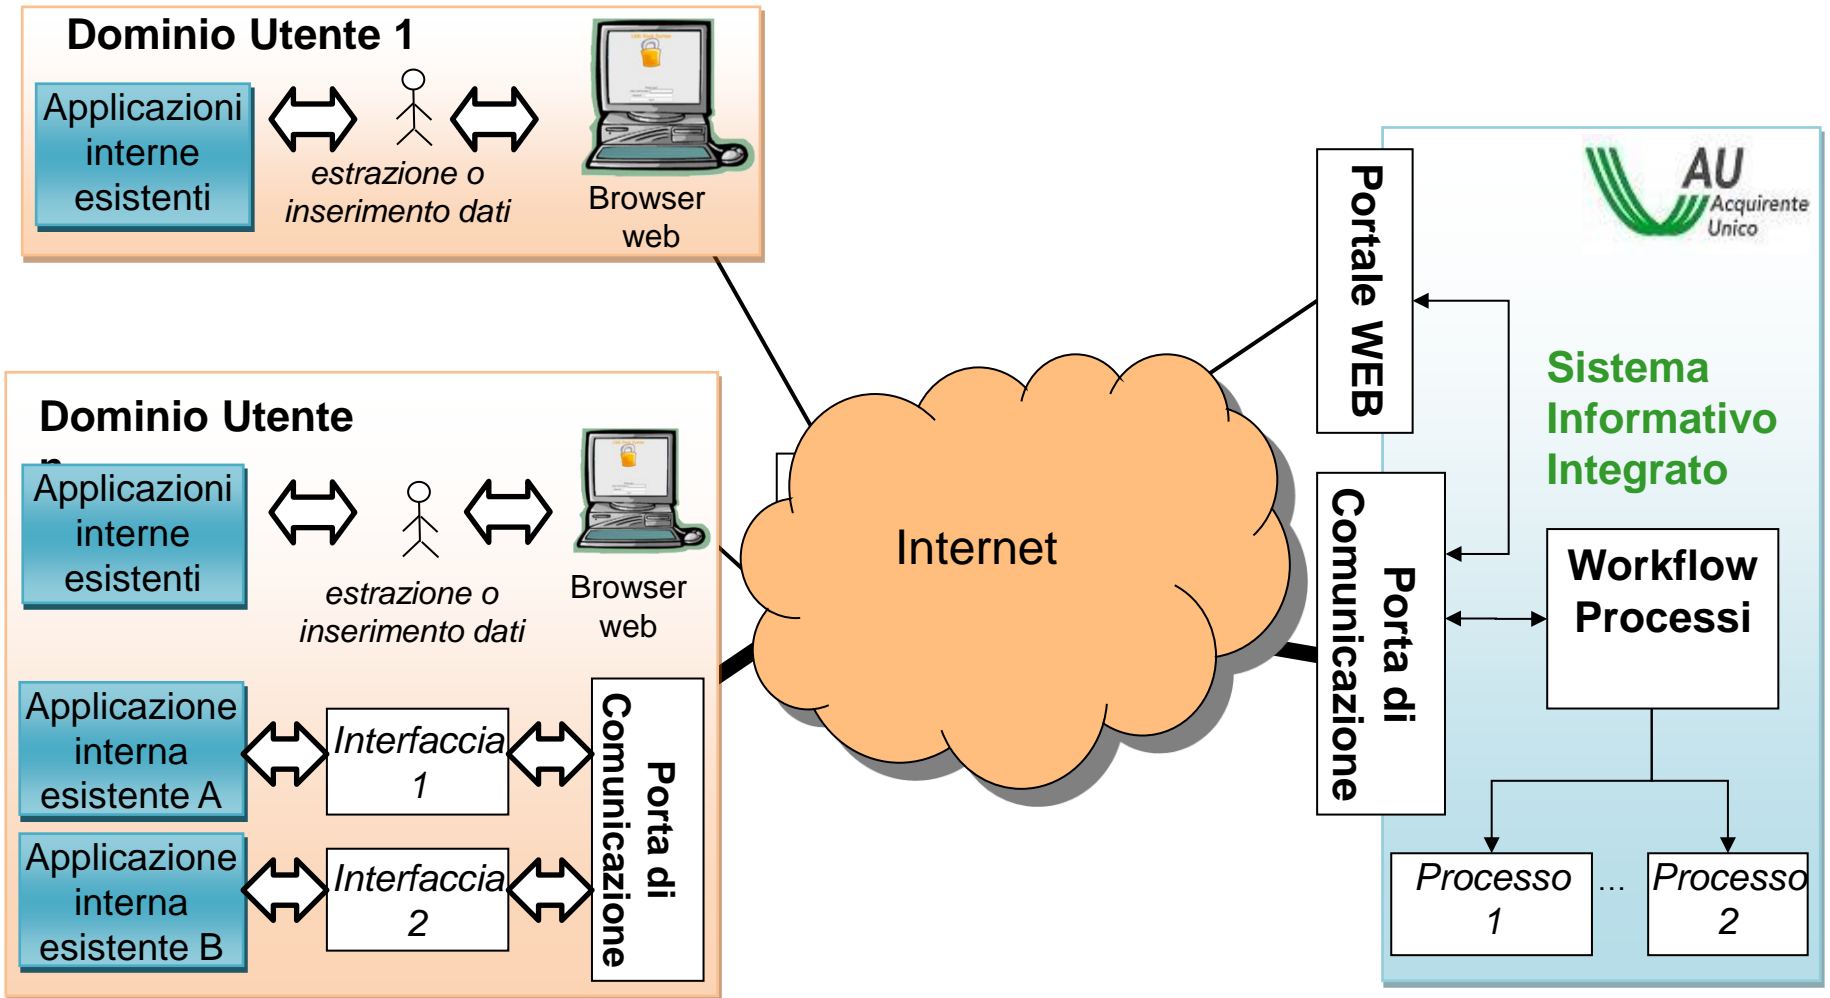 Dominio Utente 1
Applicazioni
interne
esistenti
estrazione o
inserimento dati
Browser
web
Dominio Utente
n
Applicazioni
interne
esistenti
estrazione o
inserimento dati
Browser
web
Applicazione
interna
esistente A
Interfaccia
1
Applicazione
interna
esistente B
Interfaccia
2
Porta di
Comunicazione
Internet
Portale WEB
Porta di
Comunicazione
AU
Acquirente
Unico
Sistema
Informativo
Integrato
Workflow
Processi
Processo
1
...
Processo
2